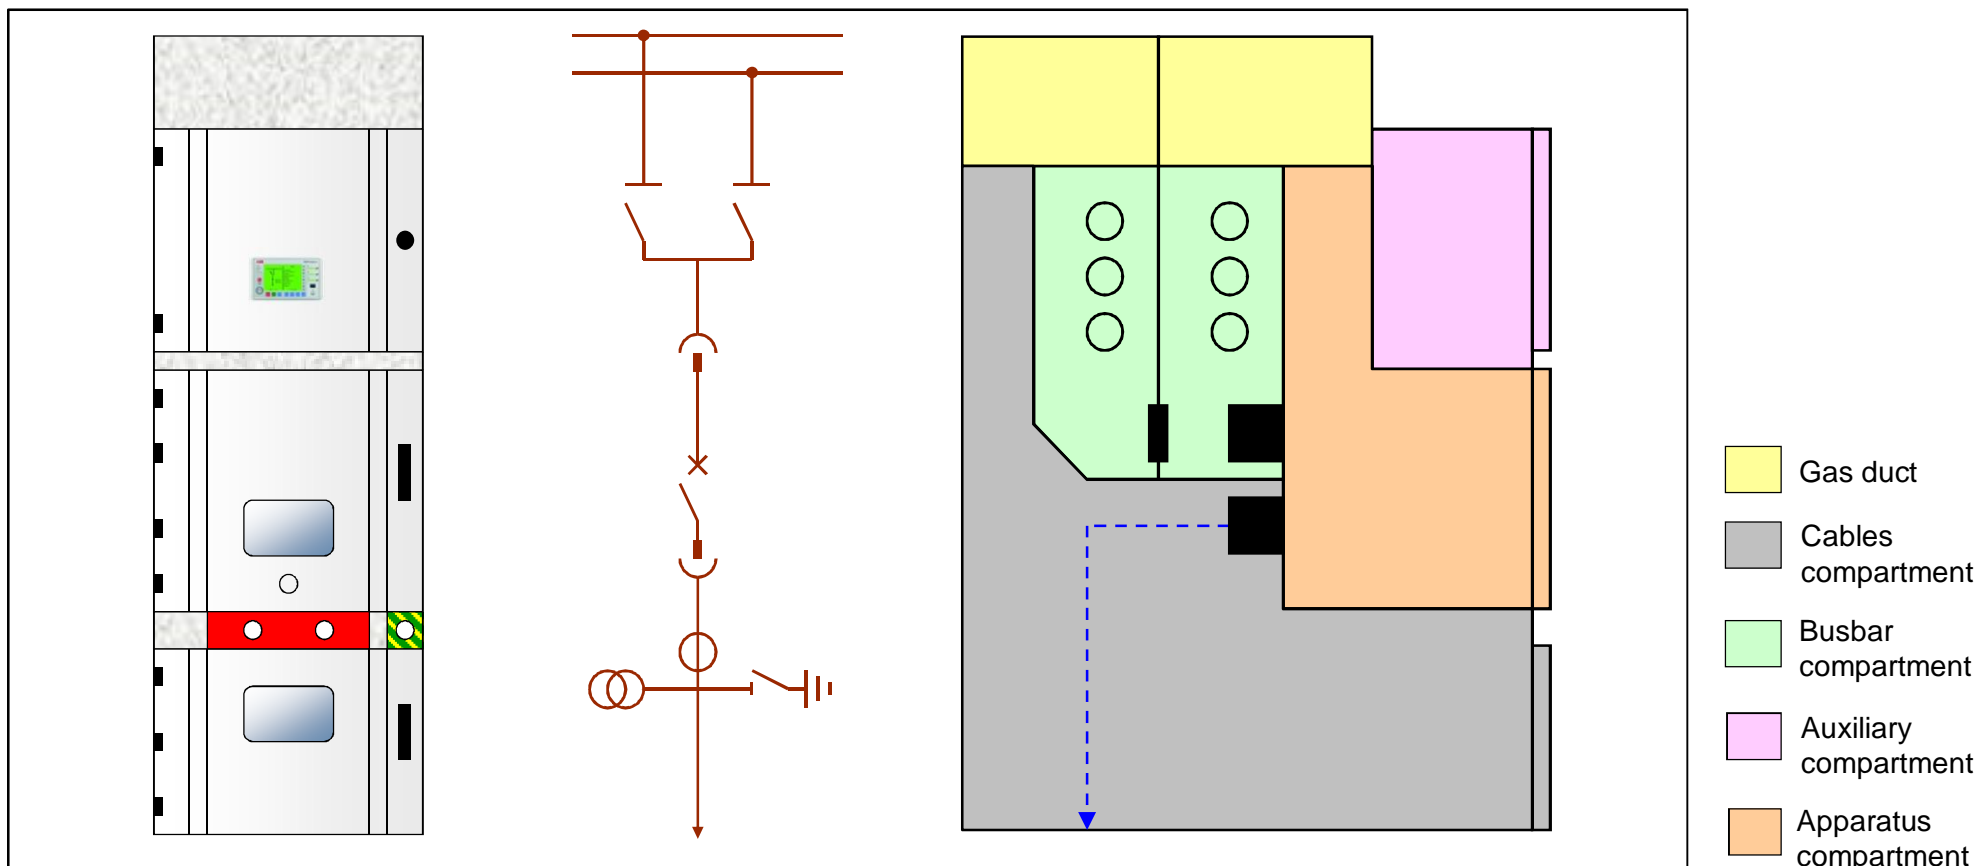 Gas duct
Cables
compartment
Busbar
compartment
Auxiliary
compartment
Apparatus
compartment